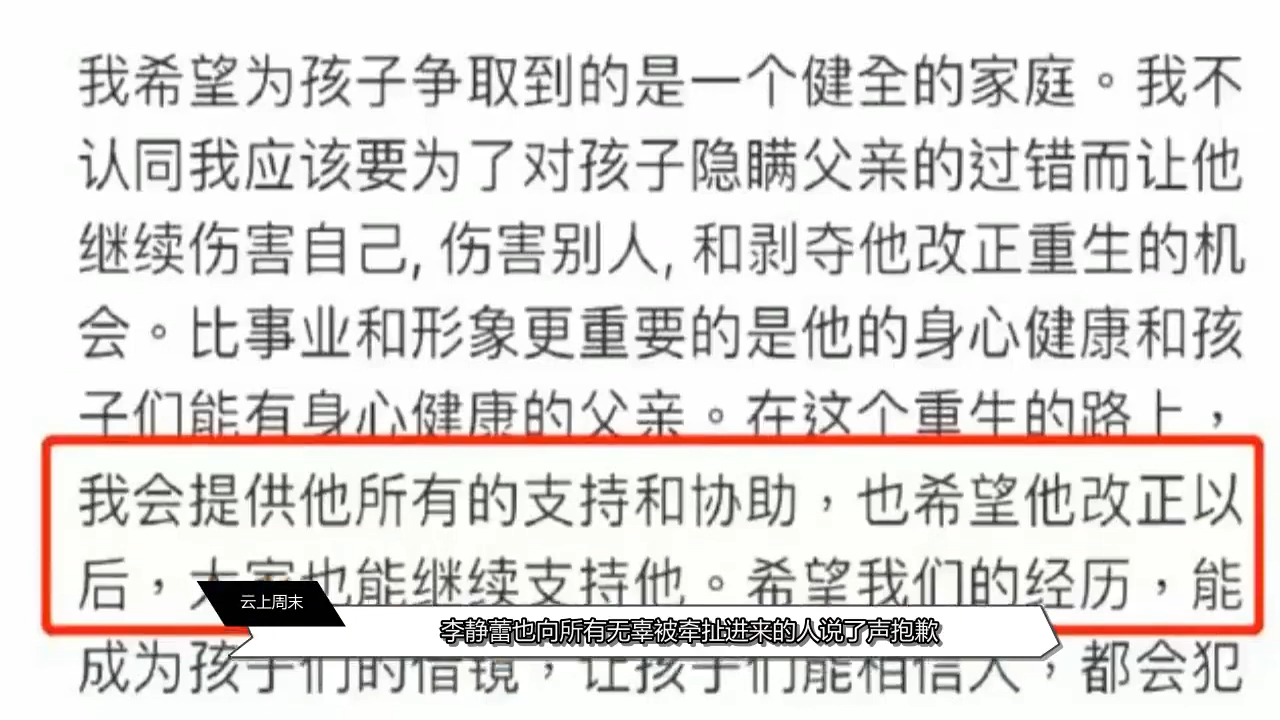 我希望为孩子争取到的是一个健全的家庭。我不
认同我应该要为了对孩子隐瞒父亲的过错而让他
继续伤害自己, 伤害别人, 和剥夺他改正重生的机
会。比事业和形象更重要的是他的身心健康和孩
子们能有身心健康的父亲。在这个重生的路上，
我会提供他所有的支持和协助，也希望他改正以
后，大家也能继续支持他。希望我们的经历，能
云上周末
李静蕾也向所有无辜被牵扯进来的人说了声抱歉
成为孩子们的借镜，让孩子们能相信人，都会犯